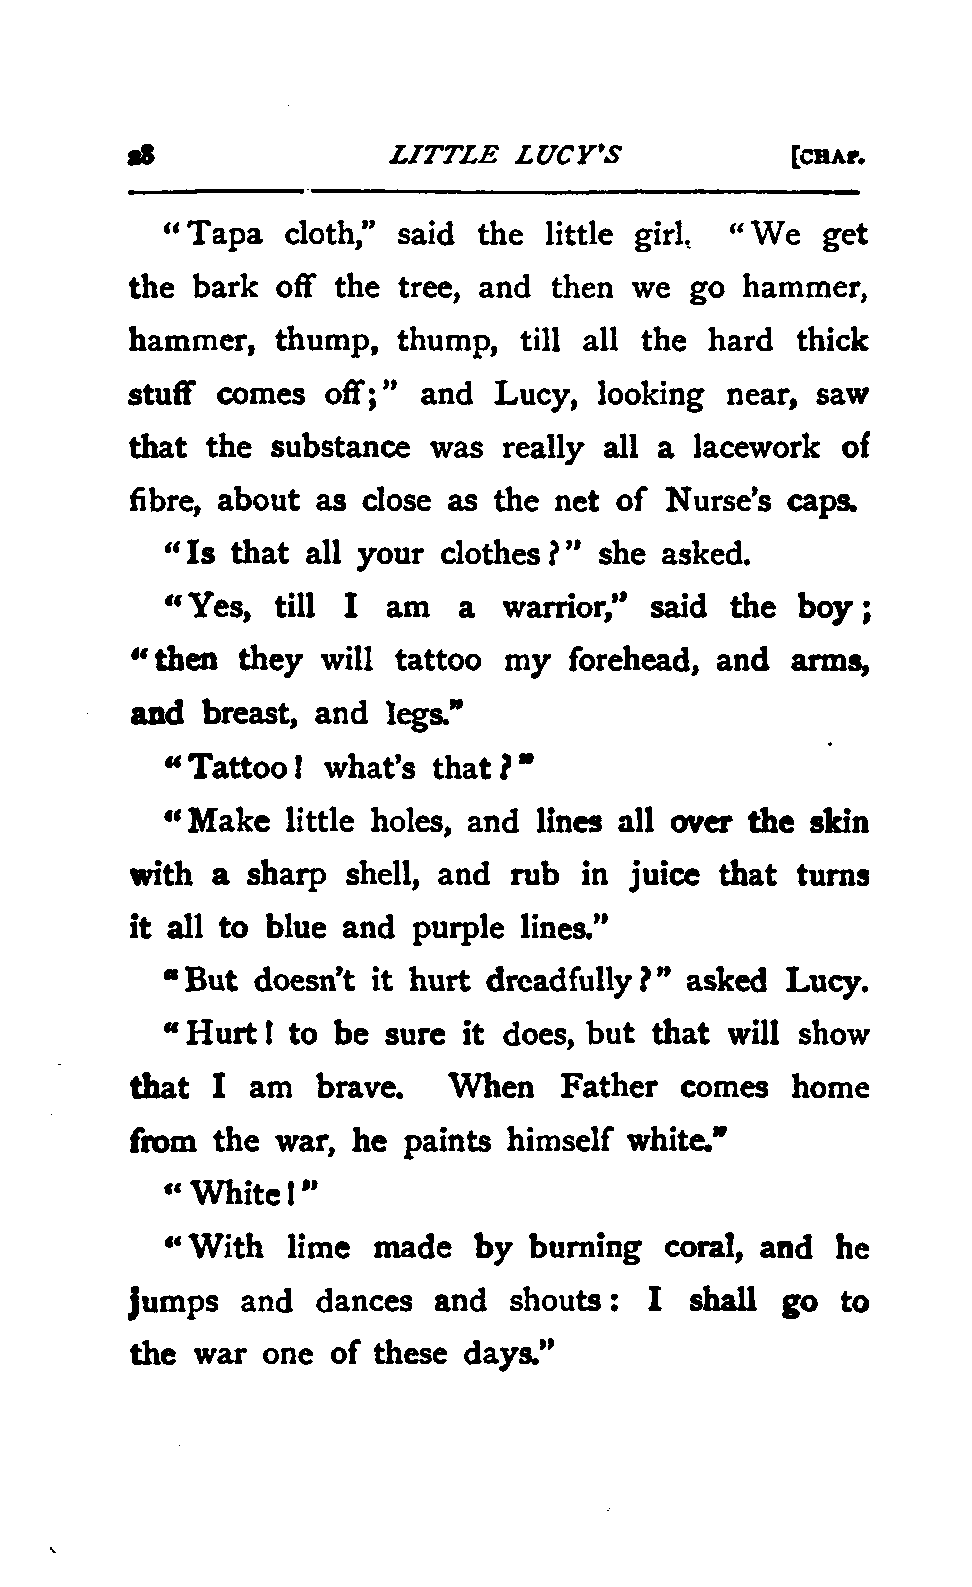 28 LITTLE LUCY'S [CHAP.
"Tapa cloth," said the little girl. "We get
the bark off the tree, and then we go hammer,
hammer, thump, thump, till all the hard thick
stuff comes off;" and Lucy, looking near, saw
that the substance was really all a lacework of
fibre, about as close as the net of Nurse's caps.
"Is that all your clothes?" she asked.
"Yes, till I am a warrior," said the boy;
"then they will tattoo my forehead, and arms,
and breast, and legs."
"Tattoo! what's that?"
"Make little holes, and lines all over the skin
with a sharp shell, and rub in juice that turns
it all to blue and purple lines."
"But doesn't it hurt dreadfully?" asked Lucy.
"Hurt! to be sure it does, but that will show
that I am brave. When Father comes home
from the war, he paints himself white."
"White!"
"With lime made by burning coral, and he
jumps and dances and shouts: I shall go to
the war one of these days."